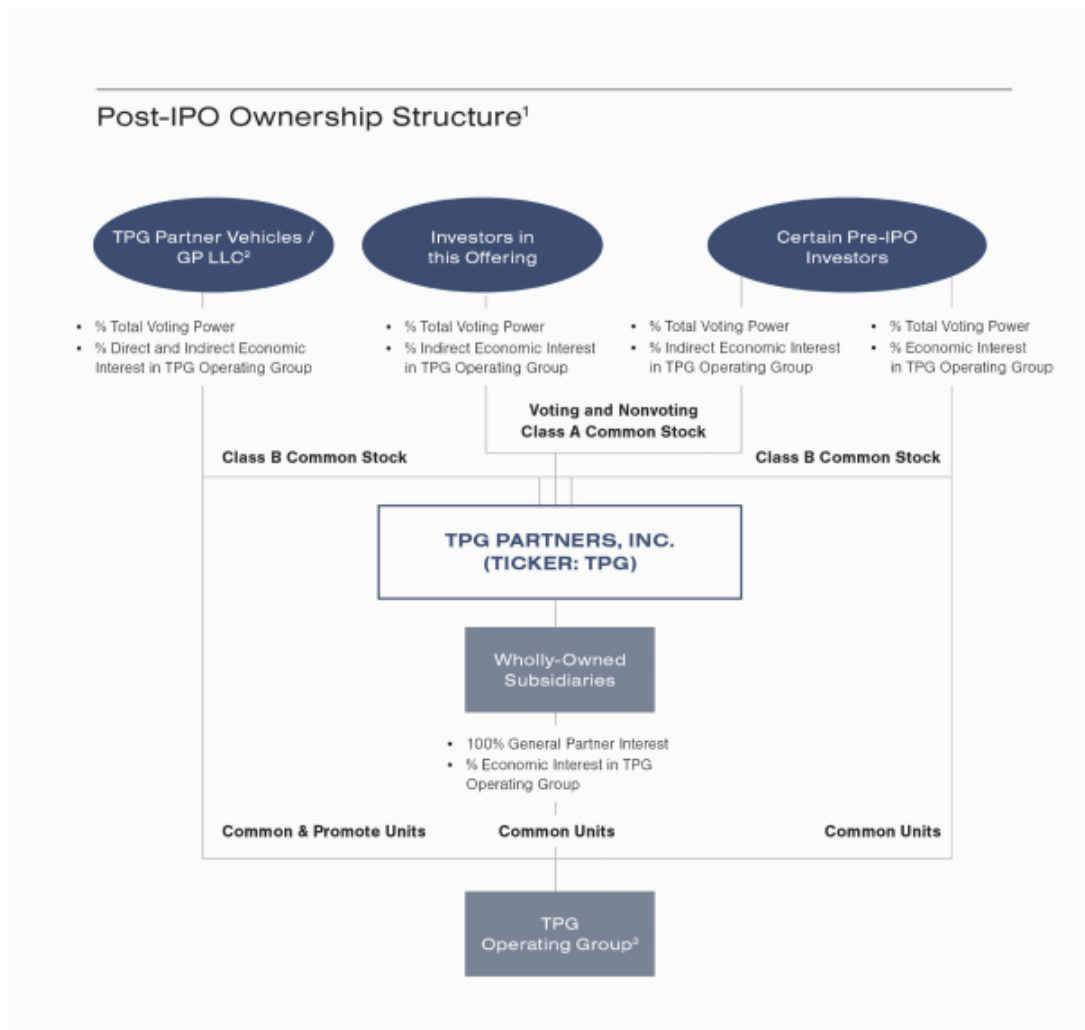 Post-IPO Ownership Structure¹
TPG Partner Vehicles /
GP LLC²
Investors in
this Offering
Certain Pre-IPO
Investors
• % Total Voting Power
• % Direct and Indirect Economic
Interest in TPG Operating Group
• % Total Voting Power
• % Indirect Economic Interest
in TPG Operating Group
• % Total Voting Power
• % Indirect Economic Interest
in TPG Operating Group
• % Total Voting Power
• % Economic Interest
in TPG Operating Group
Voting and Nonvoting
Class A Common Stock
Class B Common Stock
Class B Common Stock
TPG PARTNERS, INC.
(TICKER: TPG)
Wholly-Owned
Subsidiaries
• 100% General Partner Interest
• % Economic Interest in TPG
Operating Group
Common & Promote Units
Common Units
Common Units
TPG
Operating Group³